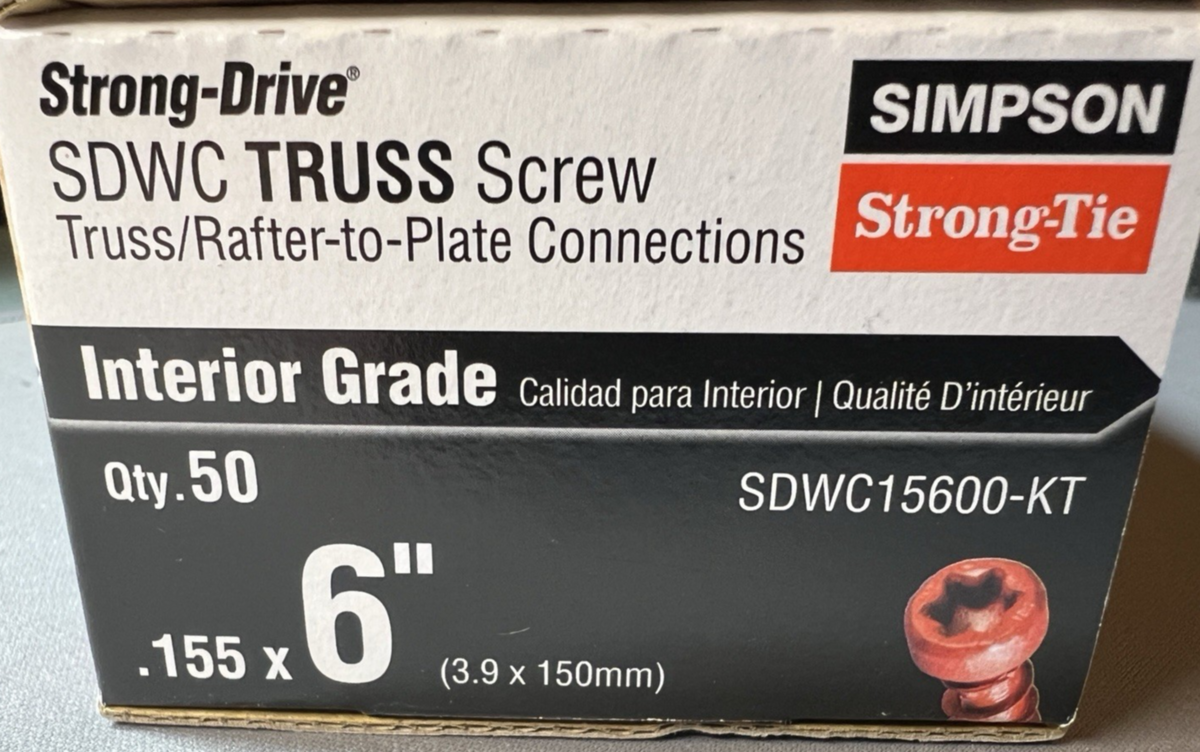 Strong-Drive®
SDWC TRUSS Screw
Truss/Rafter-to-Plate Connections
SIMPSON
Strong-Tie
Interior Grade Calidad para Interior | Qualité D'intérieur
Qty.50
SDWC15600-KT
.155 x 6" (3.9 x 150mm)